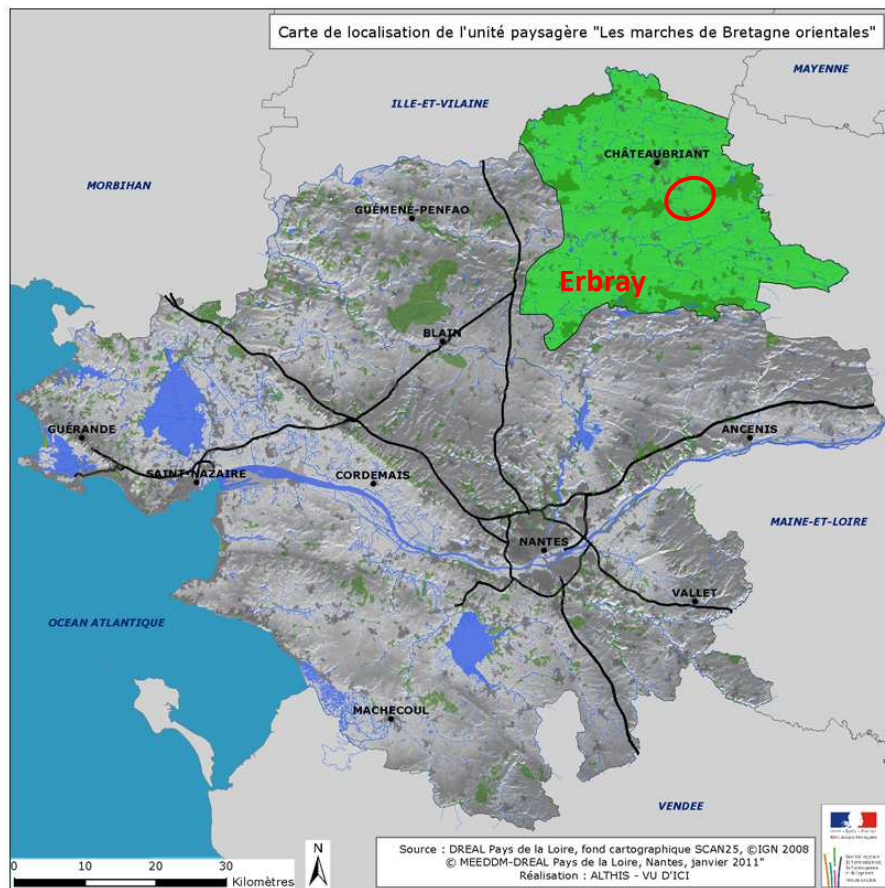 Carte de localisation de l'unité paysagère "Les marches de Bretagne orientales"
MAYENNE
ILLE-ET-VILAINE
CHÂTEAUBRIANT
MORBIHAN
GUÉMENÉ-PENFAO
Erbray
BLAIN
GUÉRANDE
ANCENIS
SAINT-NAZAIRE
CORDEMAIS
MAINE-ET-LOIRE
NANTES
VALLET
OCEAN ATLANTIQUE
MACHECOUL
VENDEE
N
0 10 20 30
Kilomètres
Source : DREAL Pays de la Loire, fond cartographique SCAN25, ©IGN 2008
© MEEDDM-DREAL Pays de la Loire, Nantes, janvier 2011"
Réalisation : ALTHIS - VU D'ICI